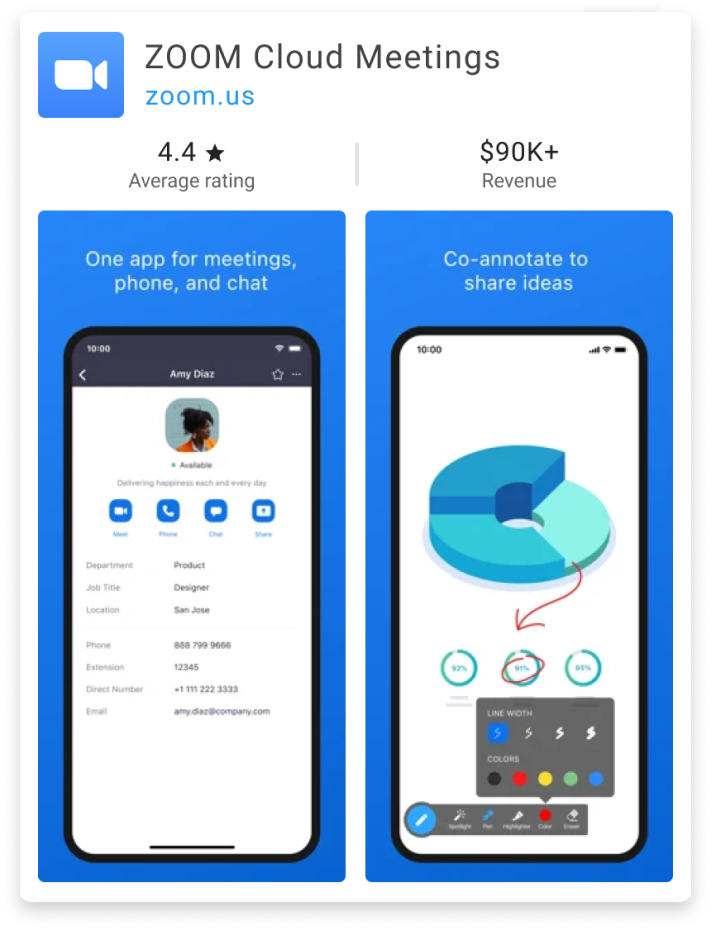 ZOOM Cloud Meetings
zoom.us
4.4 ★
Average rating
$90K+
Revenue
One app for meetings,
phone, and chat
10:00
Amy Diaz
Available
Delivering happiness each and every day
Meet Phone Chat Share
Department Product
Job Title Designer
Location San Jose
Phone 888 799 9666
Extension 12345
Direct Number +1 111 222 3333
Email amy.diaz@company.com
Co-annotate to
share ideas
10:00
92% 91% 85%
LINE WIDTH
COLORS
Spotlight Pen Highlighter Color Eraser